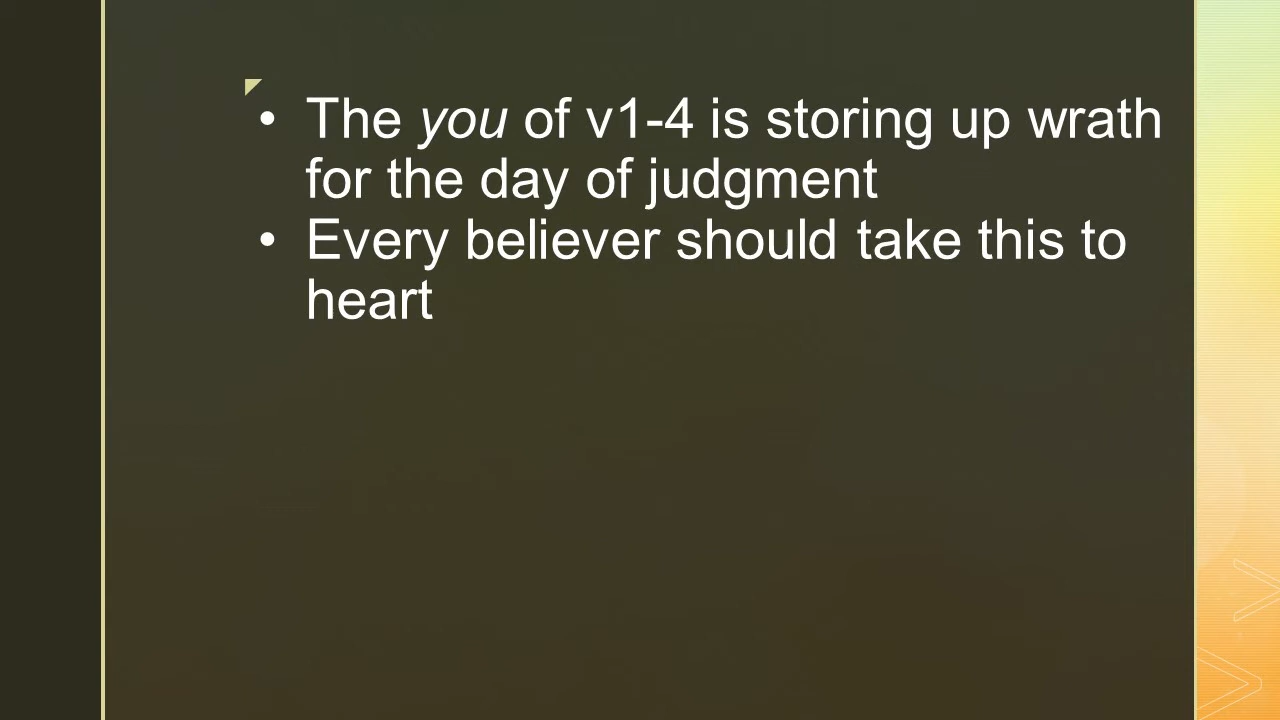 • The you of v1-4 is storing up wrath
for the day of judgment
• Every believer should take this to
heart